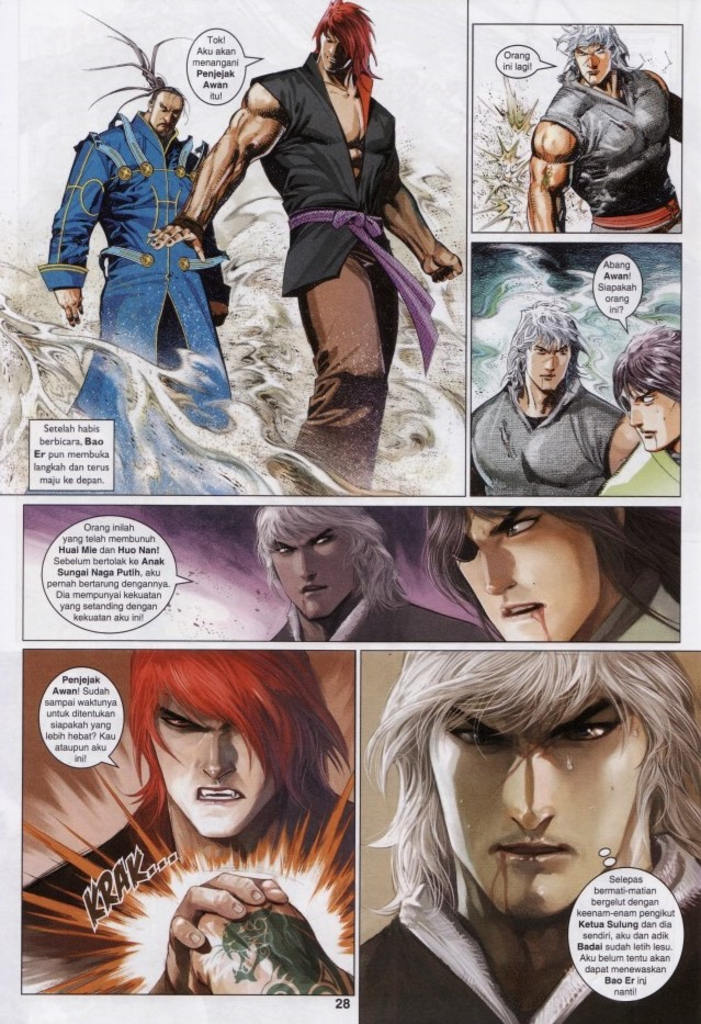 Tok!
Aku akan
menangani
Penjejak
Awan
itu!
Orang
ini lagi!
Abang
Awan!
Siapakah
orang
ini?
Setelah habis
berbicara, Bao
Er pun membuka
langkah dan terus
maju ke depan.
Orang inilah
yang telah membunuh
Huai Mie dan Huo Nan!
Sebelum bertolak ke Anak
Sungai Naga Putih, aku
pernah bertarung dengannya.
Dia mempunyai kekuatan
yang setanding dengan
kekuatan aku ini!
Penjejak
Awan! Sudah
sampai waktunya
untuk ditentukan
siapakah yang
lebih hebat? Kau
ataupun aku
ini!
KRAK...
Selepas
bermati-matian
bergelut dengan
keenam-enam pengikut
Ketua Sulung dan dia
sendiri, aku dan adik
Badai sudah letih lesu.
Aku belum tentu akan
dapat menewaskan
Bao Er ini
nanti!
28